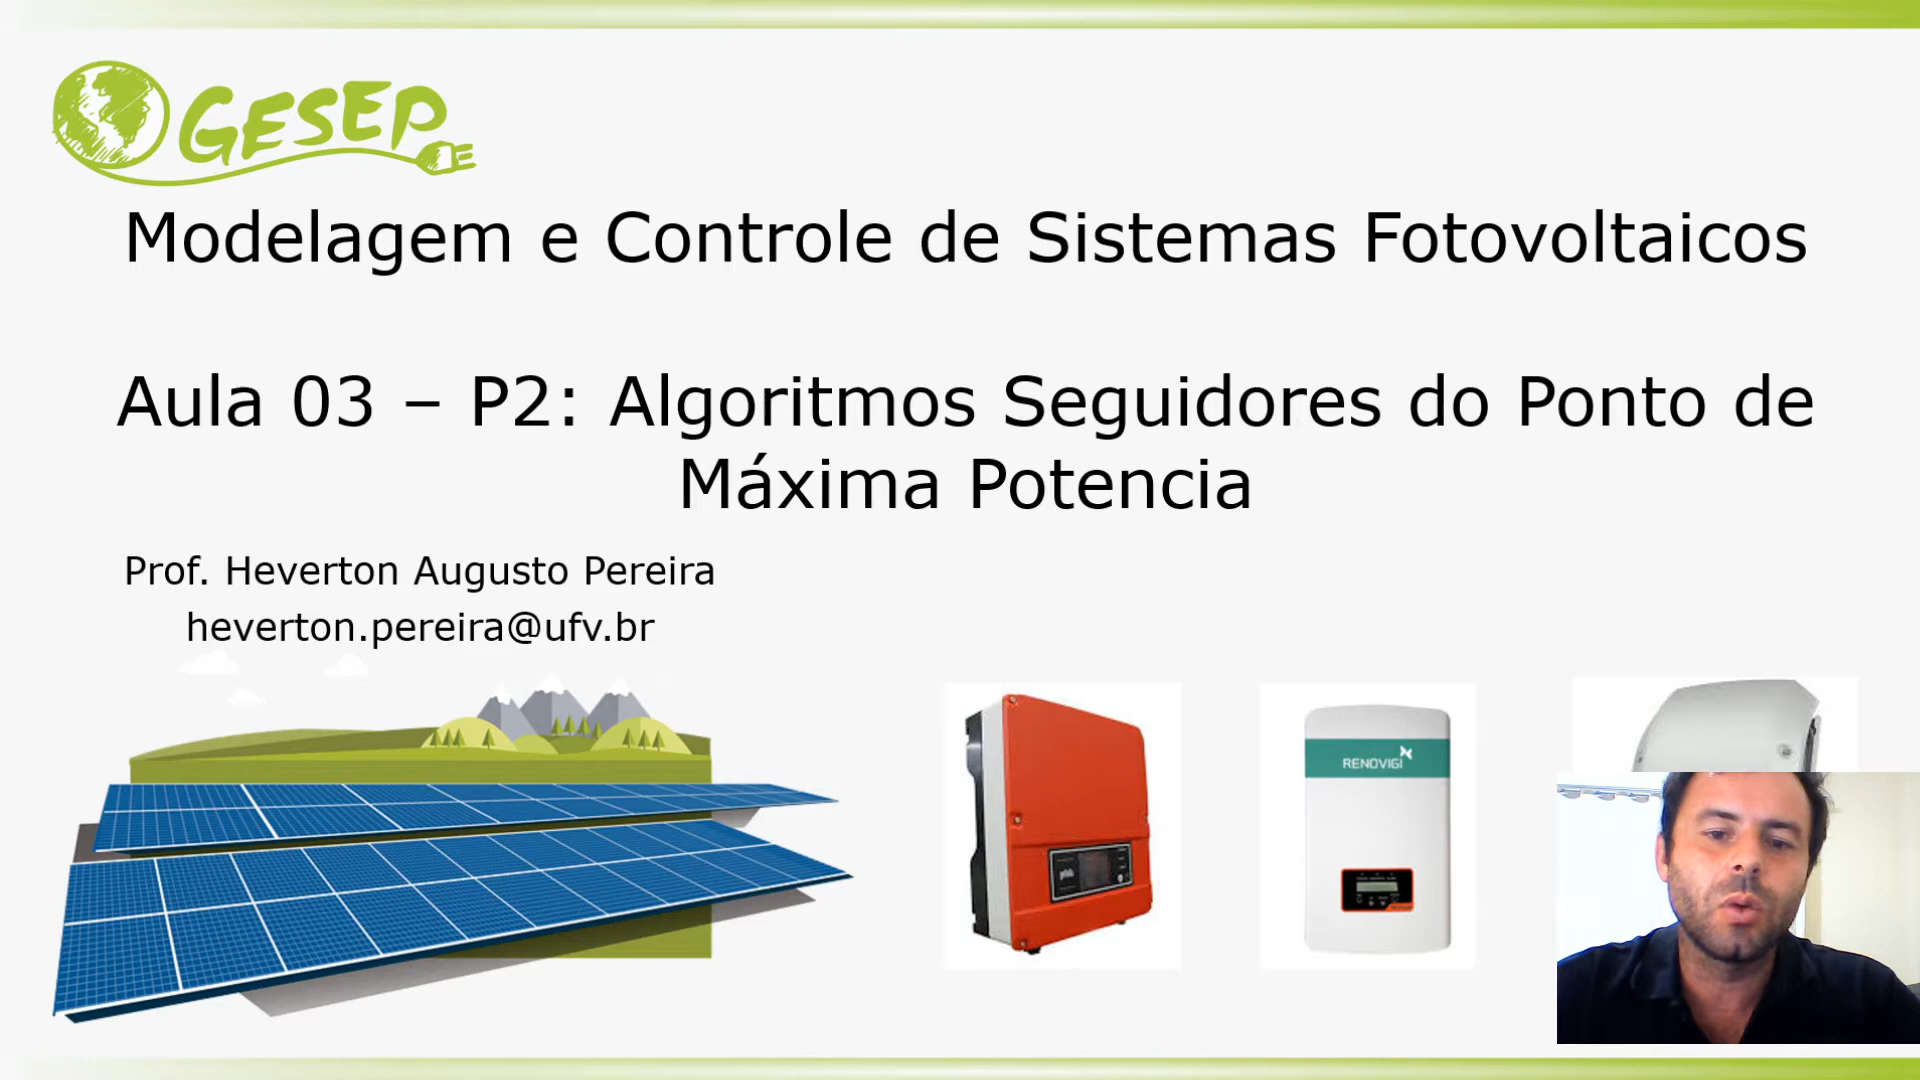 GESEP
Modelagem e Controle de Sistemas Fotovoltaicos
Aula 03 – P2: Algoritmos Seguidores do Ponto de
Máxima Potencia
Prof. Heverton Augusto Pereira
heverton.pereira@ufv.br
RENOVIGI